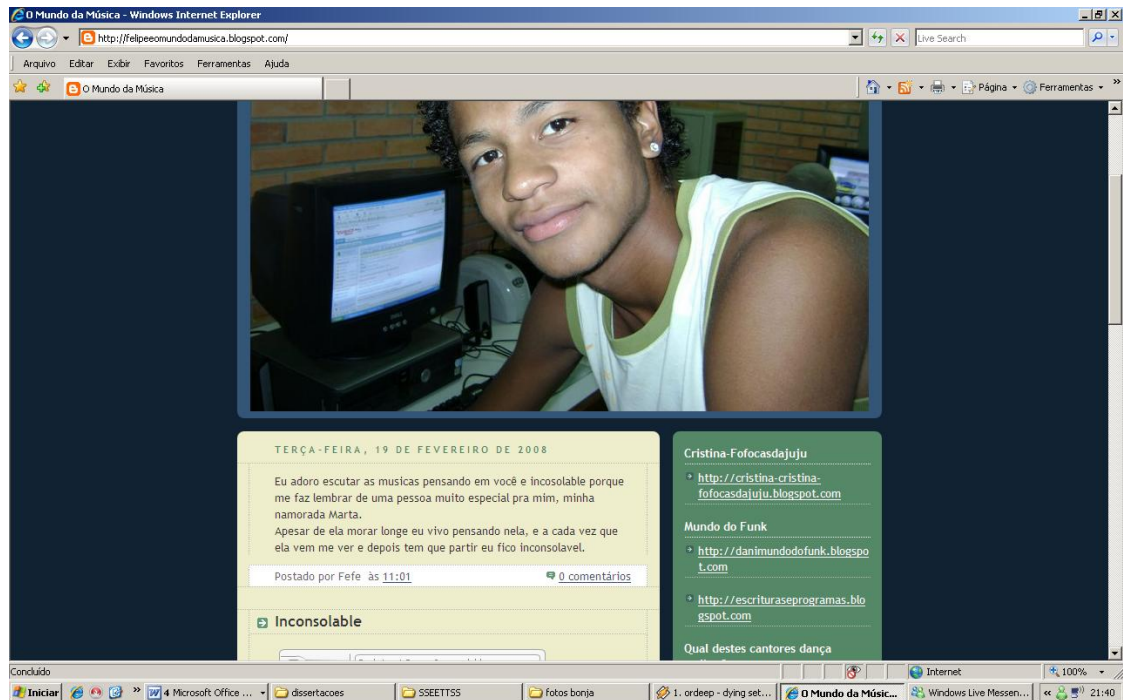 O Mundo da Música - Windows Internet Explorer
http://felipeeomundodamusica.blogspot.com/
Live Search
Arquivo Editar Exibir Favoritos Ferramentas Ajuda
O Mundo da Música
Página Ferramentas
TERÇA-FEIRA, 19 DE FEVEREIRO DE 2008
Eu adoro escutar as musicas pensando em você e incosolable porque
me faz lembrar de uma pessoa muito especial pra mim, minha
namorada Marta.
Apesar de ela morar longe eu vivo pensando nela, e a cada vez que
ela vem me ver e depois tem que partir eu fico inconsolavel.
Postado por Fefe às 11:01
0 comentários
Inconsolable
Cristina-Fofocasdajuju
http://cristina-cristina-
fofocasdajuju.blogspot.com
Mundo do Funk
http://danimundodofunk.blogspo
t.com
http://escrituraseprogramas.blo
gspot.com
Qual destes cantores dança
Concluído
Internet
100%
Iniciar
4 Microsoft Office ...
dissertacoes
SSEETTSS
fotos bonja
1. ordeep - dying set...
O Mundo da Músic...
Windows Live Messen...
21:40